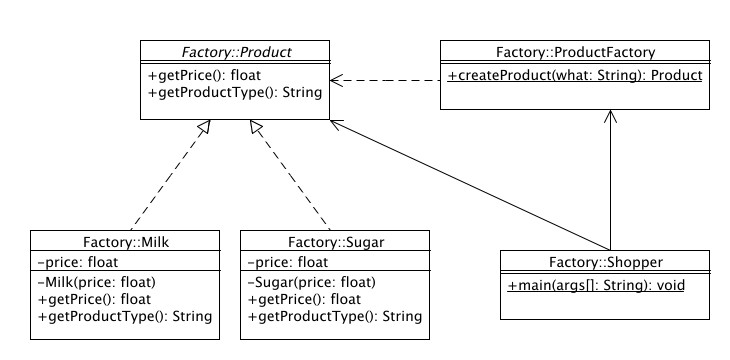 Factory::Product
+getPrice(): float
+getProductType(): String
Factory::ProductFactory
+createProduct(what: String): Product
Factory::Milk
-price: float
-Milk(price: float)
+getPrice(): float
+getProductType(): String
Factory::Sugar
-price: float
-Sugar(price: float)
+getPrice(): float
+getProductType(): String
Factory::Shopper
+main(args[]: String): void